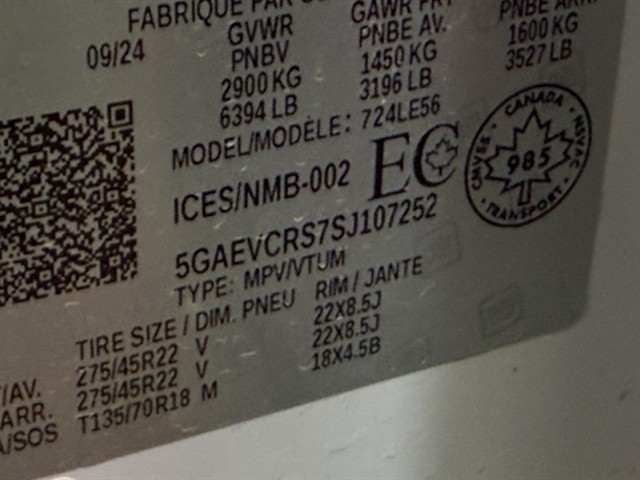 FABRIQUÉ PAR
GVWR GAWR FRT
09/24 PNBV PNBE AV. PNBE ARR.
2900 KG 1450 KG 1600 KG
6394 LB 3196 LB 3527 LB
MODEL/MODÈLE: 724LE56
ICES/NMB-002 EC
CANADA
CMVSS 985 NSVAC
TRANSPORT
5GAEVCRS7SJ107252
TYPE: MPV/VTUM
TIRE SIZE / DIM. PNEU RIM / JANTE
/AV. 275/45R22 V 22X8.5J
ARR. 275/45R22 V 22X8.5J
/SOS T135/70R18 M 18X4.5B